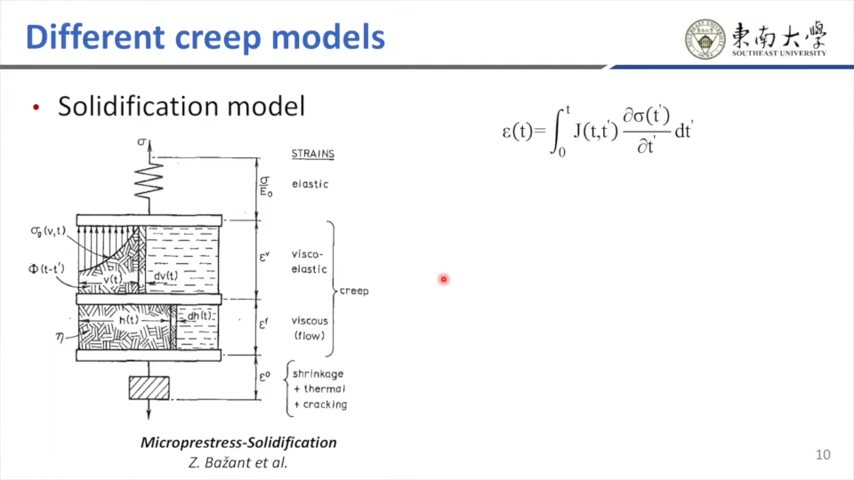 Different creep models
東南大學
SOUTHEAST UNIVERSITY
• Solidification model
ε(t)=∫₀ᵗ J(t,t') ∂σ(t')/∂t' dt'
σ
STRAINS
σ/E₀
elastic
σg(v,t)
Φ(t-t')
v(t)
dv(t)
εᵛ
visco-
elastic
creep
h(t)
dh(t)
η
εᶠ
viscous
(flow)
ε⁰
shrinkage
+ thermal
+ cracking
Microprestress-Solidification
Z. Bažant et al.
10